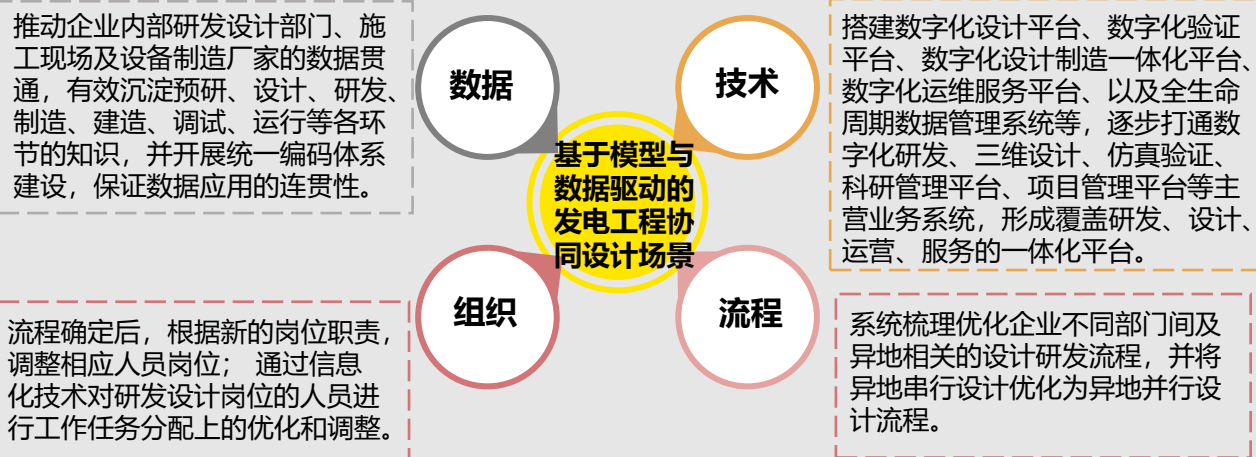 推动企业内部研发设计部门、施
工现场及设备制造厂家的数据贯
通，有效沉淀预研、设计、研发、
制造、建造、调试、运行等各环
节的知识，并开展统一编码体系
建设，保证数据应用的连贯性。
数据
技术
搭建数字化设计平台、数字化验证
平台、数字化设计制造一体化平台、
数字化运维服务平台、以及全生命
周期数据管理系统等，逐步打通数
字化研发、三维设计、仿真验证、
科研管理平台、项目管理平台等主
营业务系统，形成覆盖研发、设计、
运营、服务的一体化平台。
基于模型与
数据驱动的
发电工程协
同设计场景
流程确定后，根据新的岗位职责，
调整相应人员岗位； 通过信息
化技术对研发设计岗位的人员进
行工作任务分配上的优化和调整。
组织
流程
系统梳理优化企业不同部门间及
异地相关的设计研发流程，并将
异地串行设计优化为异地并行设
计流程。